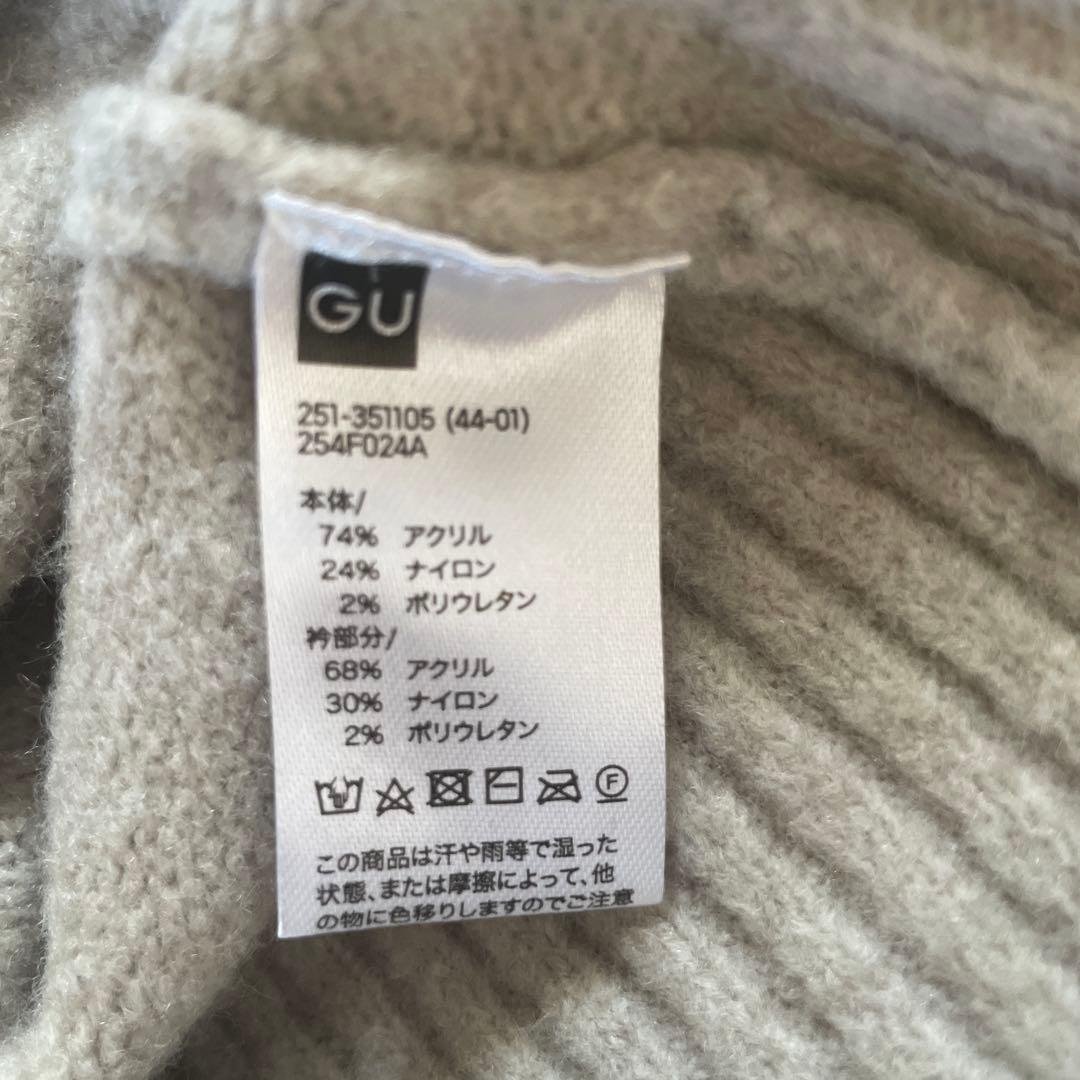 GU
251-351105 (44-01)
254F024A
本体/
74% アクリル
24% ナイロン
2% ポリウレタン
衿部分/
68% アクリル
30% ナイロン
2% ポリウレタン
F
この商品は汗や雨等で湿った
状態、または摩擦によって、他
の物に色移りしますのでご注意